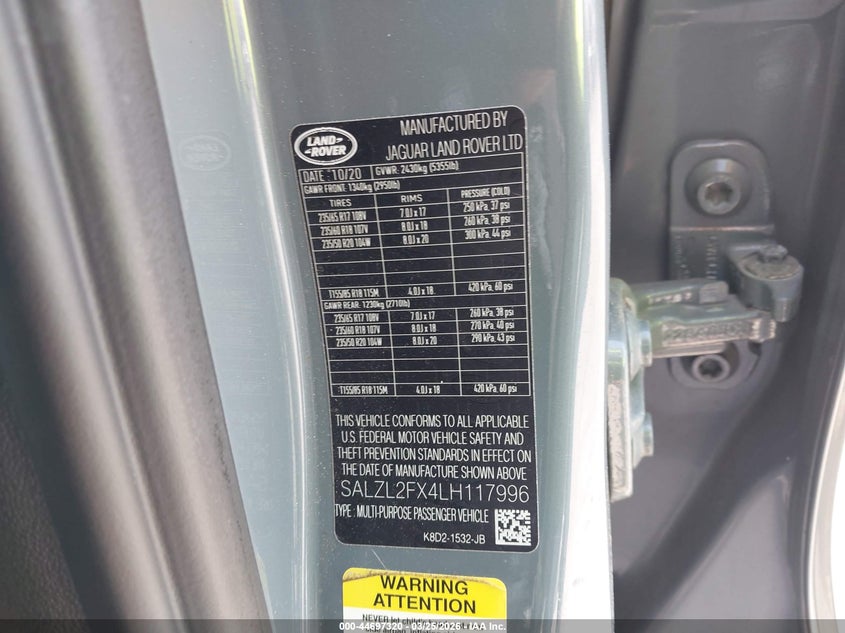 LAND-
ROVER
MANUFACTURED BY
JAGUAR LAND ROVER LTD
DATE 10/20 GVWR: 2430kg (5355lb)
GAWR FRONT: 1340kg (2950lb)
TIRES RIMS PRESSURE (COLD)
235/65 R17 108V 7.0J x 17 250 kPa, 37 psi
235/60 R18 107V 8.0J x 18 260 kPa, 38 psi
235/50 R20 104W 8.0J x 20 300 kPa, 44 psi
T155/85 R18 115M 4.0J x 18 420 kPa, 60 psi
GAWR REAR: 1230kg (2710lb)
235/65 R17 108V 7.0J x 17 260 kPa, 38 psi
235/60 R18 107V 8.0J x 18 270 kPa, 40 psi
235/50 R20 104W 8.0J x 20 290 kPa, 43 psi
T155/85 R18 115M 4.0J x 18 420 kPa, 60 psi
THIS VEHICLE CONFORMS TO ALL APPLICABLE
U.S. FEDERAL MOTOR VEHICLE SAFETY AND
THEFT PREVENTION STANDARDS IN EFFECT ON
THE DATE OF MANUFACTURE SHOWN ABOVE
SALZL2FX4LH117996
TYPE: MULTI-PURPOSE PASSENGER VEHICLE
K8D2-1532-JB
WARNING
ATTENTION
NEVER let children
000-44697320 - 03/25/2026 - IAA Inc.